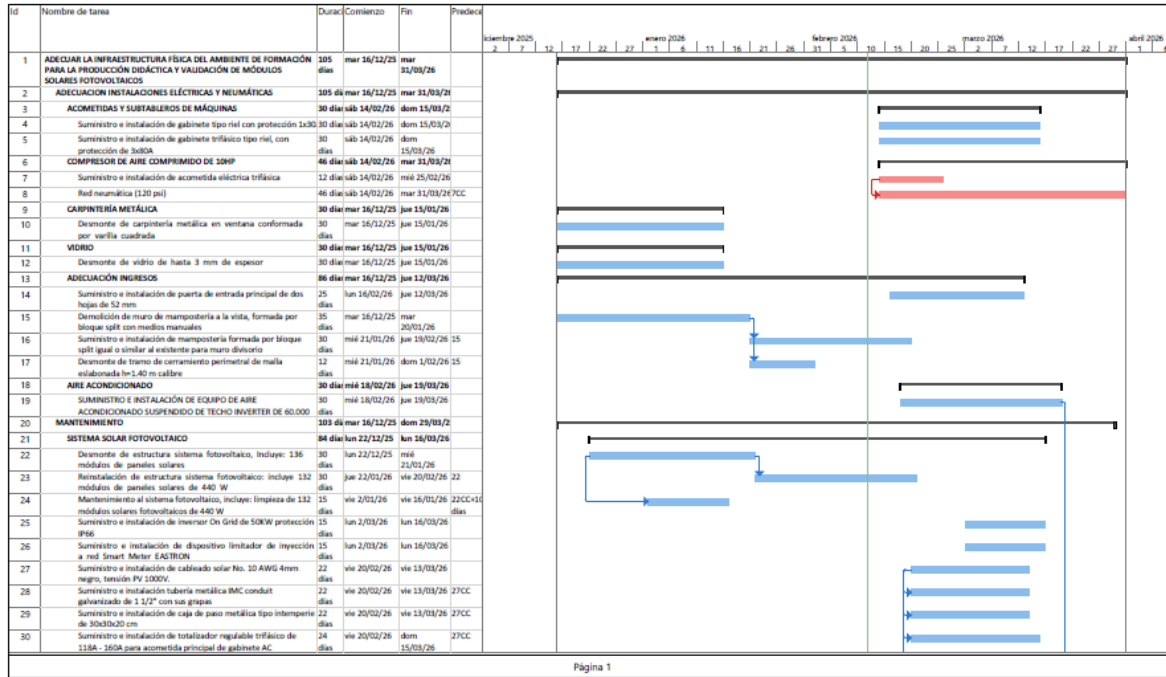 Id Nombre de tarea Duraci Comienzo Fin Predece
iciembre 2025 enero 2026 febrero 2026 marzo 2026 abril 2026
2 7 12 17 22 27 1 6 11 16 21 26 31 5 10 15 20 25 2 7 12 17 22 27 1
1 ADECUAR LA INFRAESTRUCTURA FÍSICA DEL AMBIENTE DE FORMACIÓN 105 mar 16/12/25 mar
PARA LA PRODUCCIÓN DIDÁCTICA Y VALIDACIÓN DE MÓDULOS días 31/03/26
SOLARES FOTOVOLTAICOS
2 ADECUACION INSTALACIONES ELÉCTRICAS Y NEUMÁTICAS 105 dí mar 16/12/25 mar 31/03/2
3 ACOMETIDAS Y SUBTABLEROS DE MÁQUINAS 30 día sáb 14/02/26 dom 15/03/2
4 Suministro e instalación de gabinete tipo riel con protección 1x30 30 días sáb 14/02/26 dom 15/03/2
5 Suministro e instalación de gabinete trifásico tipo riel, con 30 sáb 14/02/26 dom
protección de 3x80A días 15/03/26
6 COMPRESOR DE AIRE COMPRIMIDO DE 10HP 46 día sáb 14/02/26 mar 31/03/2
7 Suministro e instalación de acometida eléctrica trifásica 12 días sáb 14/02/26 mié 25/02/26
8 Red neumática (120 psi) 46 días sáb 14/02/26 mar 31/03/26 7CC
9 CARPINTERÍA METÁLICA 30 día mar 16/12/25 jue 15/01/26
10 Desmonte de carpintería metálica en ventana conformada 30 mar 16/12/25 jue 15/01/26
por varilla cuadrada días
11 VIDRIO 30 día mar 16/12/25 jue 15/01/26
12 Desmonte de vidrio de hasta 3 mm de espesor 30 días mar 16/12/25 jue 15/01/26
13 ADECUACIÓN INGRESOS 86 día mar 16/12/25 jue 12/03/26
14 Suministro e instalación de puerta de entrada principal de dos 25 lun 16/02/26 jue 12/03/26
hojas de 52 mm días
15 Demolición de muro de mampostería a la vista, formada por 35 mar 16/12/25 mar
bloque split con medios manuales días 20/01/26
16 Suministro e instalación de mampostería formada por bloque 30 mié 21/01/26 jue 19/02/26 15
split igual o similar al existente para muro divisorio días
17 Desmonte de tramo de cerramiento perimetral de malla 12 mié 21/01/26 dom 1/02/26 15
eslabonada h=1.40 m calibre días
18 AIRE ACONDICIONADO 30 día mié 18/02/26 jue 19/03/26
19 SUMINISTRO E INSTALACIÓN DE EQUIPO DE AIRE 30 mié 18/02/26 jue 19/03/26
ACONDICIONADO SUSPENDIDO DE TECHO INVERTER DE 60.000 días
20 MANTENIMIENTO 103 dí mar 16/12/25 dom 29/03/2
21 SISTEMA SOLAR FOTOVOLTAICO 84 día lun 22/12/25 lun 16/03/26
22 Desmonte de estructura sistema fotovoltaico, Incluye: 136 30 lun 22/12/25 mié
módulos de paneles solares días 21/01/26
23 Reinstalación de estructura sistema fotovoltaico: incluye 132 30 jue 22/01/26 vie 20/02/26 22
módulos de paneles solares de 440 W días
24 Mantenimiento al sistema fotovoltaico, incluye: limpieza de 132 15 vie 2/01/26 vie 16/01/26 22CC+10
módulos solares fotovoltaicos de 440 W días días
25 Suministro e instalación de inversor On Grid de 50KW protección 15 lun 2/03/26 lun 16/03/26
IP66 días
26 Suministro e instalación de dispositivo limitador de inyección 15 lun 2/03/26 lun 16/03/26
a red Smart Meter EASTRON días
27 Suministro e instalación de cableado solar No. 10 AWG 4mm 22 vie 20/02/26 vie 13/03/26
negro, tensión PV 1000V. días
28 Suministro e instalación tubería metálica IMC conduit 22 vie 20/02/26 vie 13/03/26 27CC
galvanizado de 1 1/2" con sus grapas días
29 Suministro e instalación de caja de paso metálica tipo intemperie 22 vie 20/02/26 vie 13/03/26 27CC
de 30x30x20 cm días
30 Suministro e instalación de totalizador regulable trifásico de 24 vie 20/02/26 dom 27CC
118A - 160A para acometida principal de gabinete AC días 15/03/26
Página 1